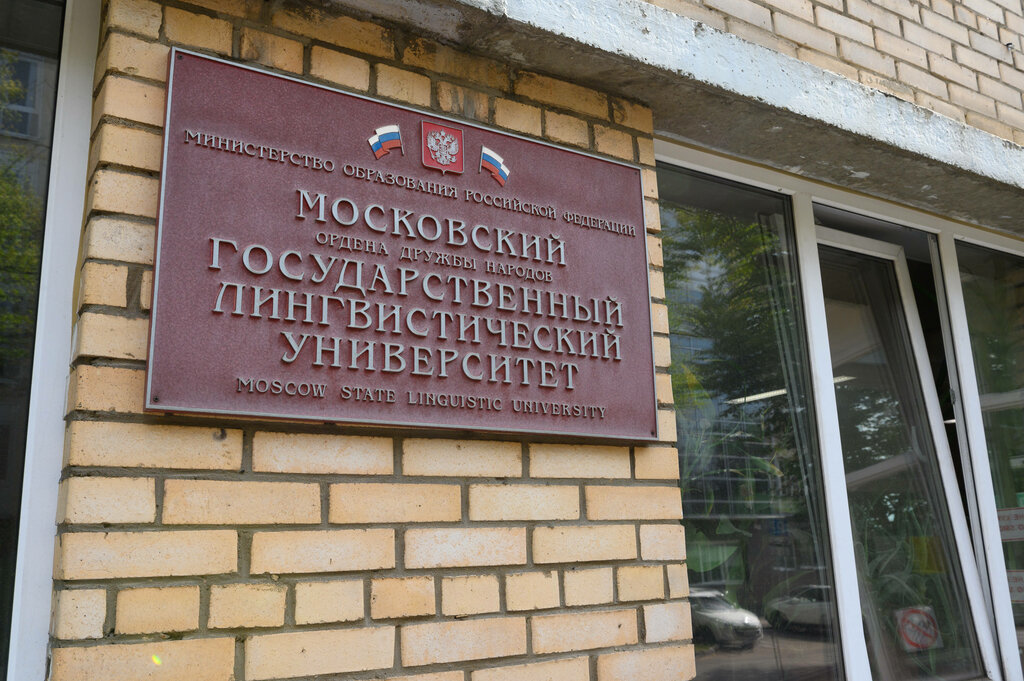 МИНИСТЕРСТВО ОБРАЗОВАНИЯ РОССИЙСКОЙ ФЕДЕРАЦИИ
МОСКОВСКИЙ
ОРДЕНА ДРУЖБЫ НАРОДОВ
ГОСУДАРСТВЕННЫЙ
ЛИНГВИСТИЧЕСКИЙ
УНИВЕРСИТЕТ
MOSCOW STATE LINGUISTIC UNIVERSITY